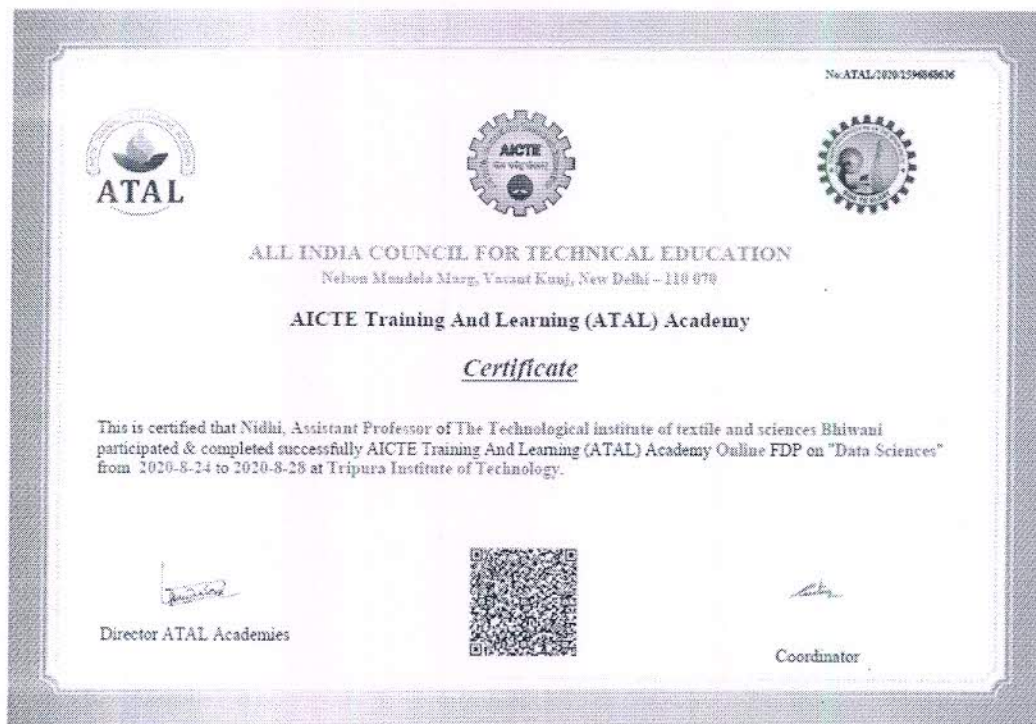 No:ATAL/2020/1596868636
ATAL
AICTE
ALL INDIA COUNCIL FOR TECHNICAL EDUCATION
Nelson Mandela Marg, Vasant Kunj, New Delhi – 110 070
AICTE Training And Learning (ATAL) Academy
Certificate
This is certified that Nidhi, Assistant Professor of The Technological institute of textile and sciences Bhiwani
participated & completed successfully AICTE Training And Learning (ATAL) Academy Online FDP on "Data Sciences"
from 2020-8-24 to 2020-8-28 at Tripura Institute of Technology.
Director ATAL Academies
Coordinator